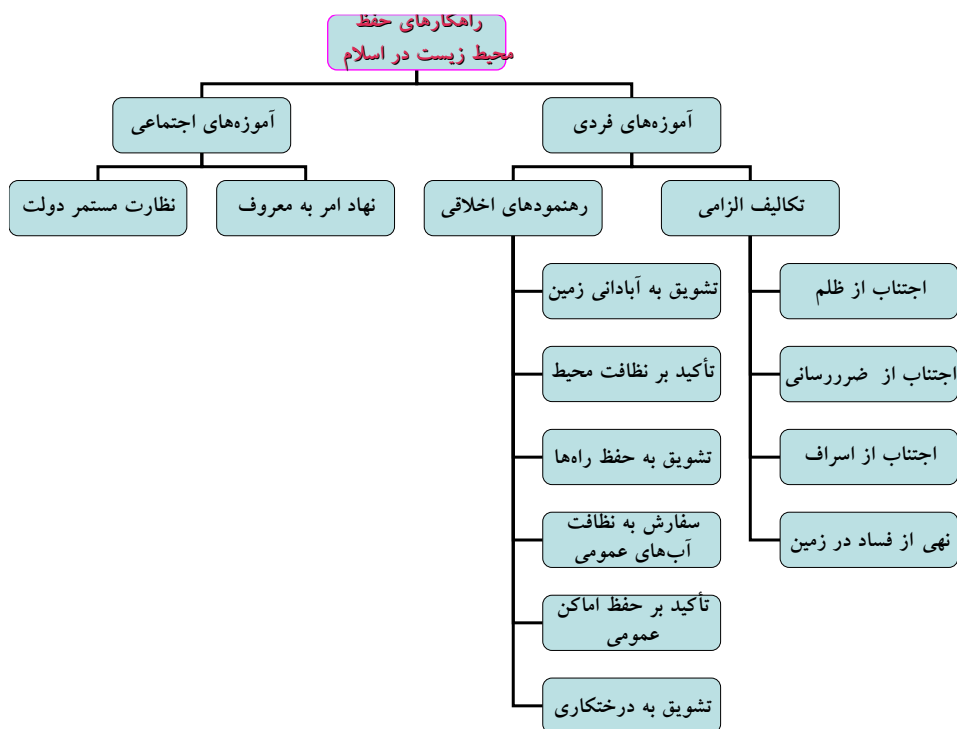 راهکارهای حفظ
محیط زیست در اسلام
آموزه‌های فردی
آموزه‌های اجتماعی
تکالیف الزامی
رهنمودهای اخلاقی
نهاد امر به معروف
نظارت مستمر دولت
اجتناب از ظلم
اجتناب از ضرررسانی
اجتناب از اسراف
نهی از فساد در زمین
تشویق به آبادانی زمین
تأکید بر نظافت محیط
تشویق به حفظ راه‌ها
سفارش به نظافت
آب‌های عمومی
تأکید بر حفظ اماکن
عمومی
تشویق به درختکاری